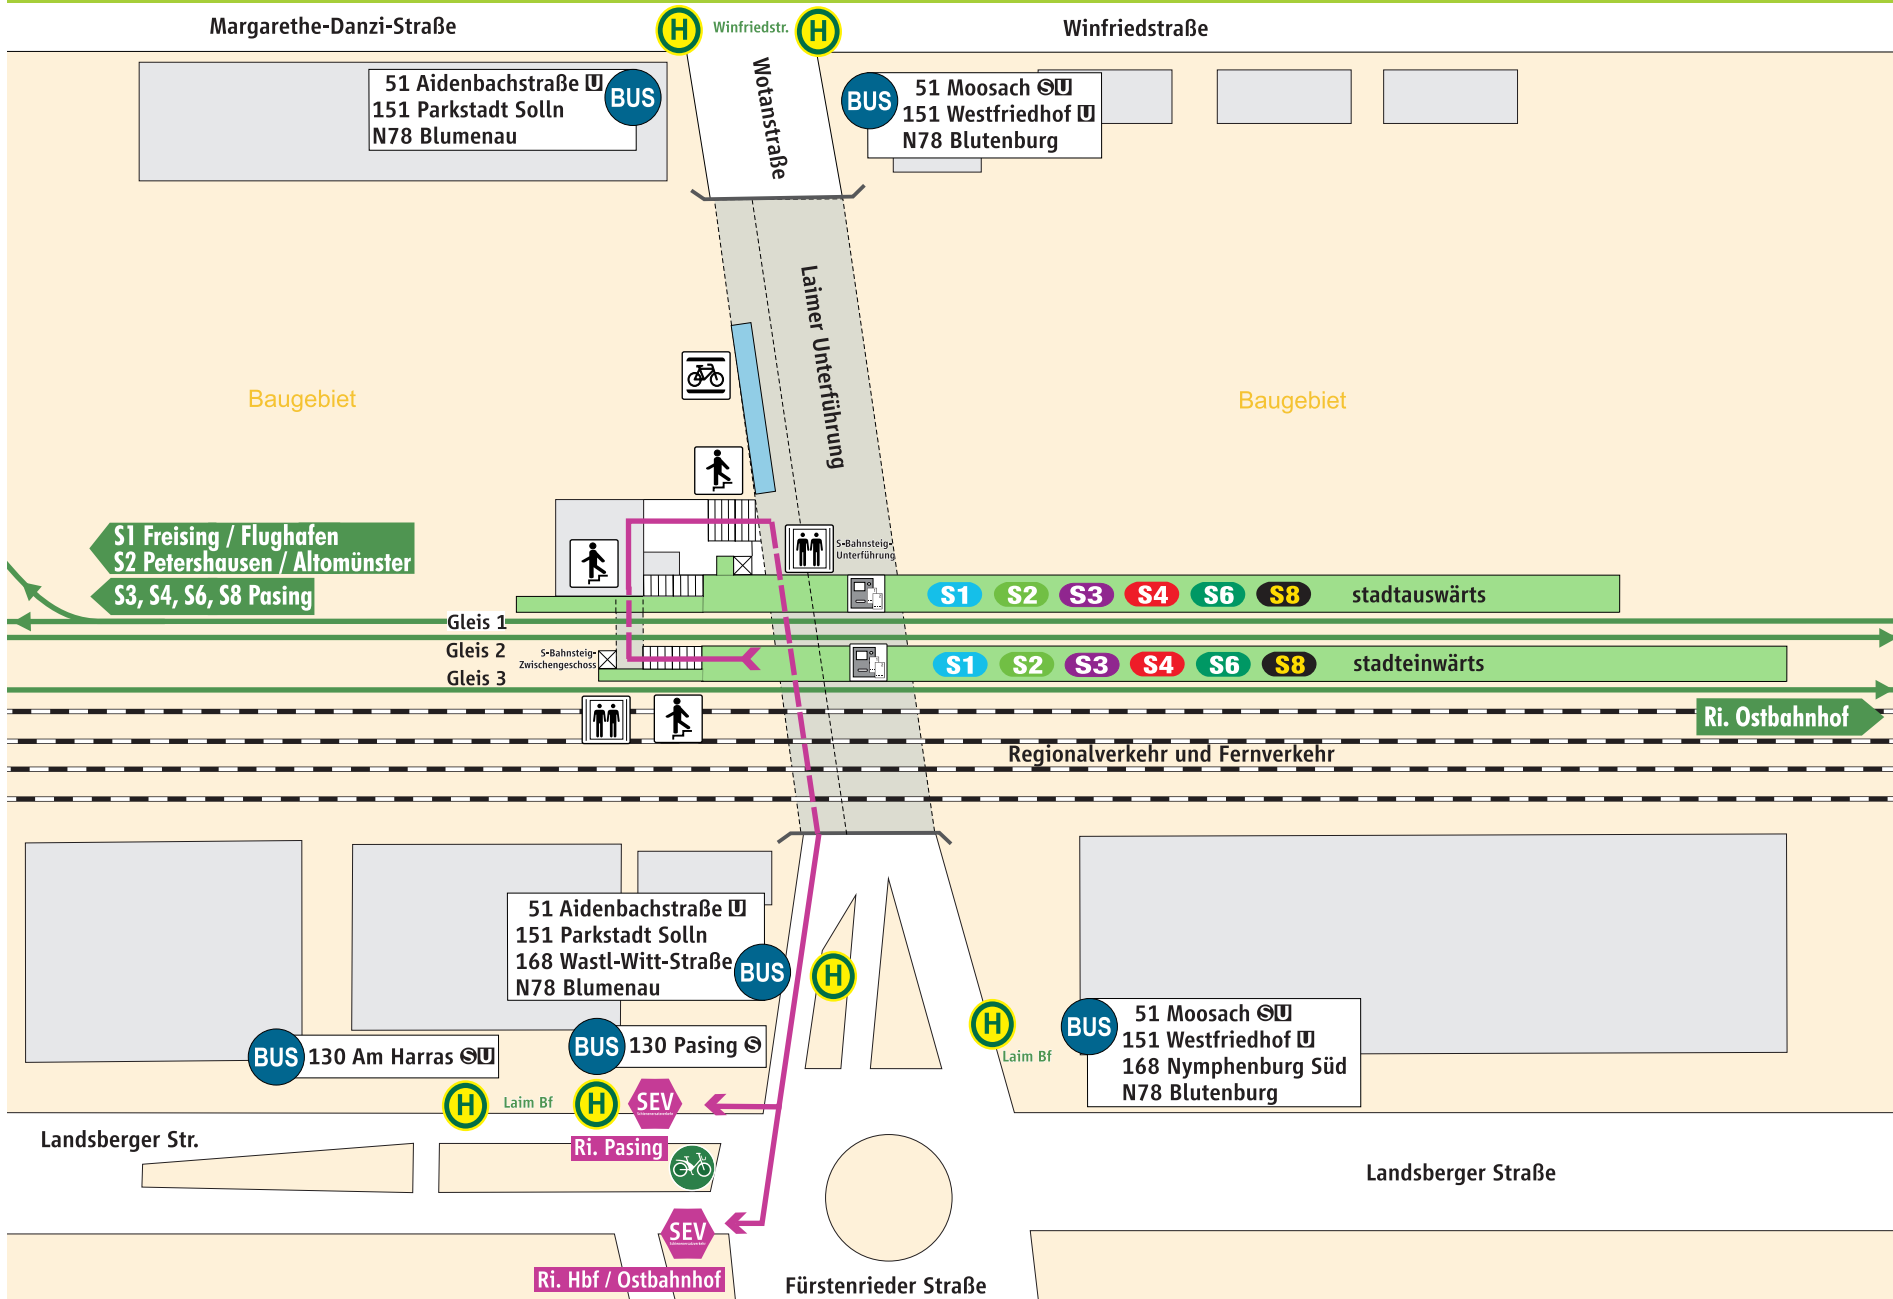 Margarethe-Danzi-Straße
H
Winfriedstr.
H
Winfriedstraße
51 Aidenbachstraße U
151 Parkstadt Solln
N78 Blumenau
BUS
Wotanstraße
BUS
51 Moosach S U
151 Westfriedhof U
N78 Blutenburg
Laimer Unterführung
Baugebiet
Baugebiet
S1 Freising / Flughafen
S2 Petershausen / Altomünster
S3, S4, S6, S8 Pasing
S-Bahnsteig-
Unterführung
S1 S2 S3 S4 S6 S8 stadtauswärts
Gleis 1
Gleis 2
S-Bahnsteig-
Zwischengeschoss
Gleis 3
S1 S2 S3 S4 S6 S8 stadteinwärts
Ri. Ostbahnhof
Regionalverkehr und Fernverkehr
51 Aidenbachstraße U
151 Parkstadt Solln
168 Wastl-Witt-Straße
N78 Blumenau
BUS
H
H
Laim Bf
BUS
51 Moosach S U
151 Westfriedhof U
168 Nymphenburg Süd
N78 Blutenburg
BUS 130 Am Harras S U
BUS 130 Pasing S
H
Laim Bf
H
SEV
Ri. Pasing
Landsberger Str.
Landsberger Straße
SEV
Ri. Hbf / Ostbahnhof
Fürstenrieder Straße